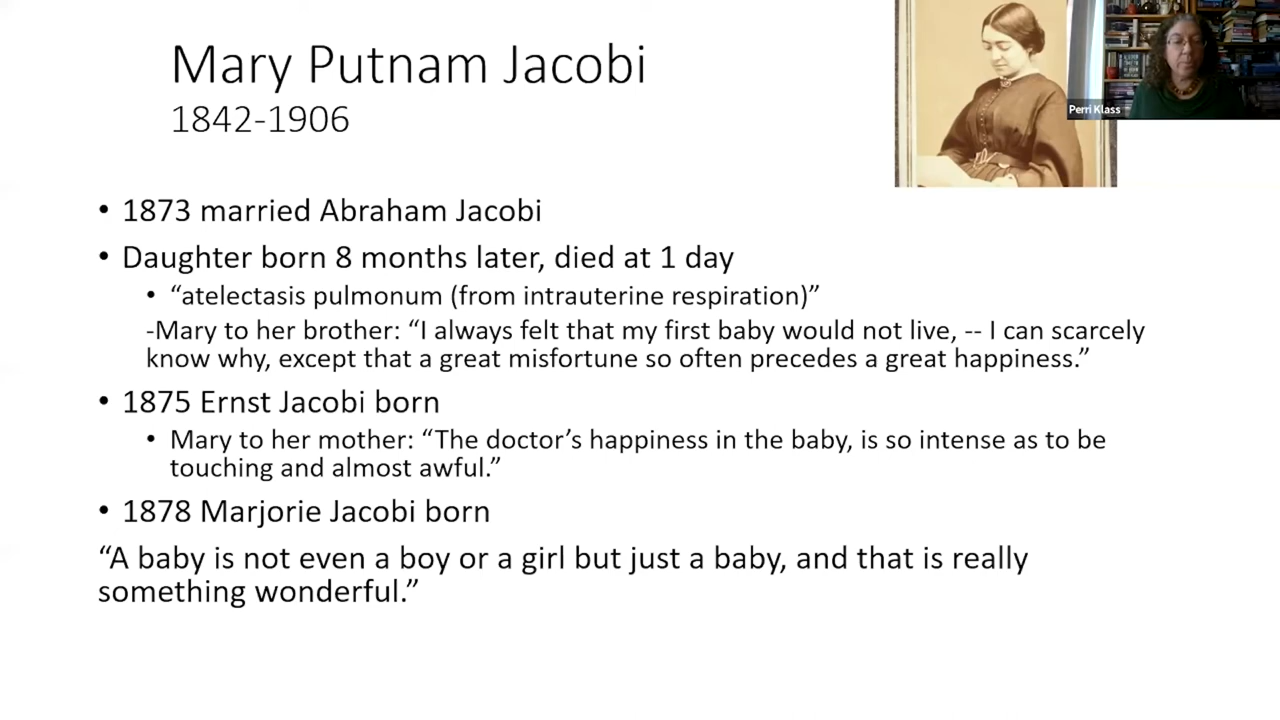 Mary Putnam Jacobi
1842-1906
Perri Klass
• 1873 married Abraham Jacobi
• Daughter born 8 months later, died at 1 day
• “atelectasis pulmonum (from intrauterine respiration)”
-Mary to her brother: “I always felt that my first baby would not live, -- I can scarcely
know why, except that a great misfortune so often precedes a great happiness.”
• 1875 Ernst Jacobi born
• Mary to her mother: “The doctor’s happiness in the baby, is so intense as to be
touching and almost awful.”
• 1878 Marjorie Jacobi born
“A baby is not even a boy or a girl but just a baby, and that is really
something wonderful.”